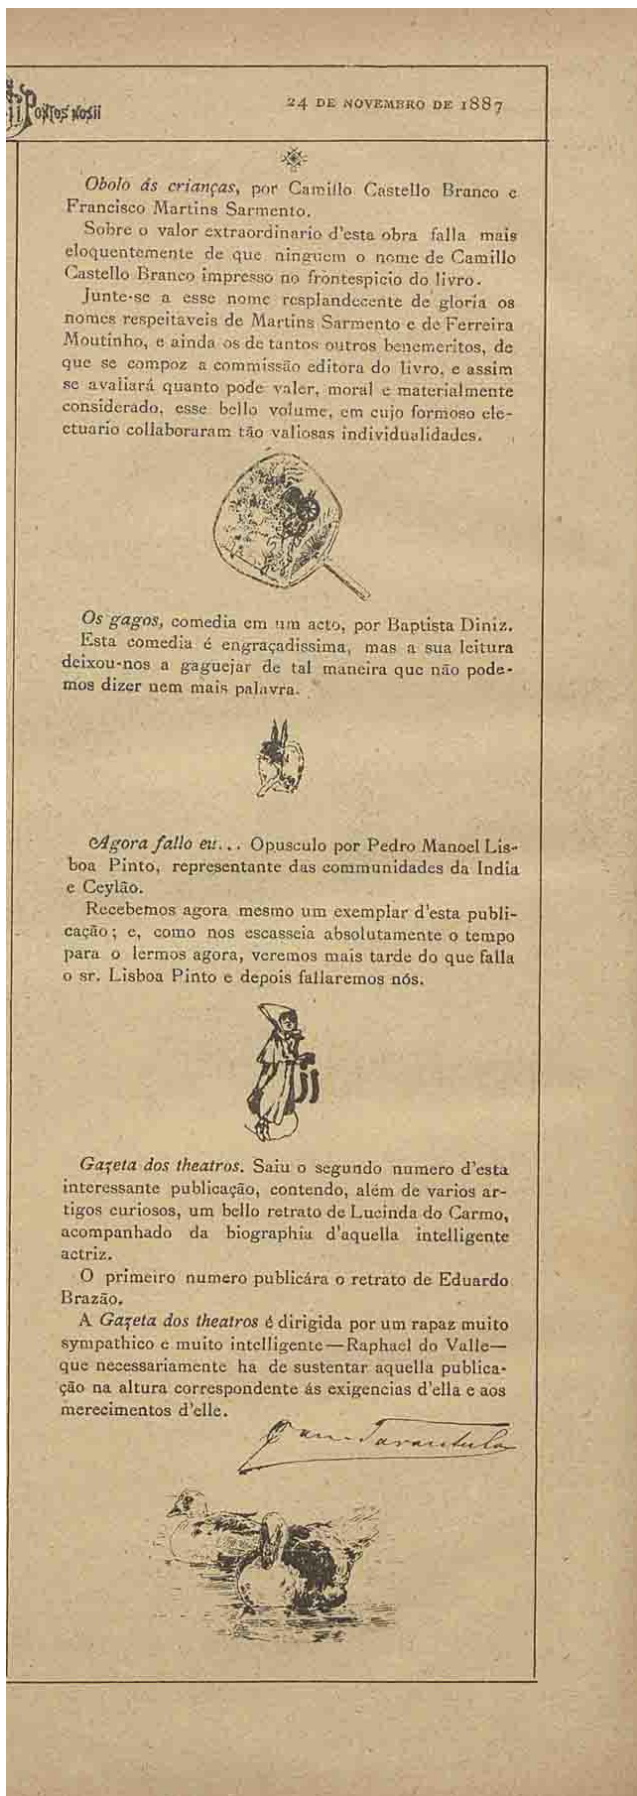 Pontos nos ii
24 DE NOVEMBRO DE 1887
Obolo ás crianças, por Camillo Castello Branco e
Francisco Martins Sarmento.
Sobre o valor extraordinario d'esta obra falla mais
eloquentemente de que ninguem o nome de Camillo
Castello Branco impresso no frontespicio do livro.
Junte-se a esse nome resplandecente de gloria os
nomes respeitaveis de Martins Sarmento e de Ferreira
Moutinho, e ainda os de tantos outros benemeritos, de
que se compoz a commissão editora do livro, e assim
se avaliará quanto pode valer, moral e materialmente
considerado, esse bello volume, em cujo formoso ele-
ctuario collaboraram tão valiosas individualidades.
Os gagos, comedia em um acto, por Baptista Diniz.
Esta comedia é engraçadissima, mas a sua leitura
deixou-nos a gaguejar de tal maneira que não pode-
mos dizer nem mais palavra.
Agora fallo eu... Opusculo por Pedro Manoel Lis-
boa Pinto, representante das communidades da India
e Ceylão.
Recebemos agora mesmo um exemplar d'esta publi-
cação; e, como nos escasseia absolutamente o tempo
para o lermos agora, veremos mais tarde do que falla
o sr. Lisboa Pinto e depois fallaremos nós.
Gazeta dos theatros. Saiu o segundo numero d'esta
interessante publicação, contendo, além de varios ar-
tigos curiosos, um bello retrato de Lucinda do Carmo,
acompanhado da biographia d'aquella intelligente
actriz.
O primeiro numero publicára o retrato de Eduardo
Brazão.
A Gazeta dos theatros é dirigida por um rapaz muito
sympathico e muito intelligente—Raphael do Valle—
que necessariamente ha de sustentar aquella publica-
ção na altura correspondente ás exigencias d'ella e aos
merecimentos d'elle.
Pan-Tarantula